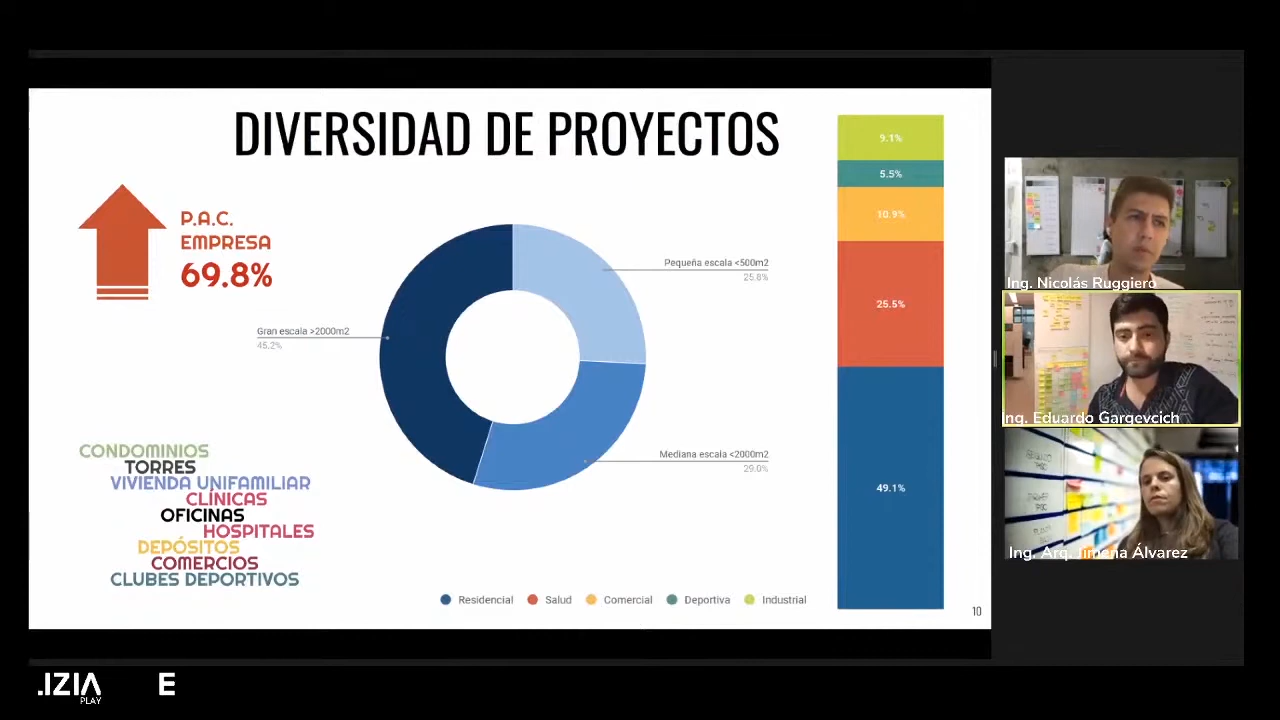 DIVERSIDAD DE PROYECTOS
P.A.C.
EMPRESA
69.8%
Pequeña escala <500m2
25.8%
Gran escala >2000m2
45.2%
Mediana escala <2000m2
29.0%
9.1%
5.5%
10.9%
25.5%
49.1%
CONDOMINIOS
TORRES
VIVIENDA UNIFAMILIAR
CLÍNICAS
OFICINAS
HOSPITALES
DEPÓSITOS
COMERCIOS
CLUBES DEPORTIVOS
Residencial
Salud
Comercial
Deportiva
Industrial
10
Ing. Nicolás Ruggiero
Ing. Eduardo Gargevcich
Ing. Arq. Jimena Álvarez
.IZIA
PLAY
E